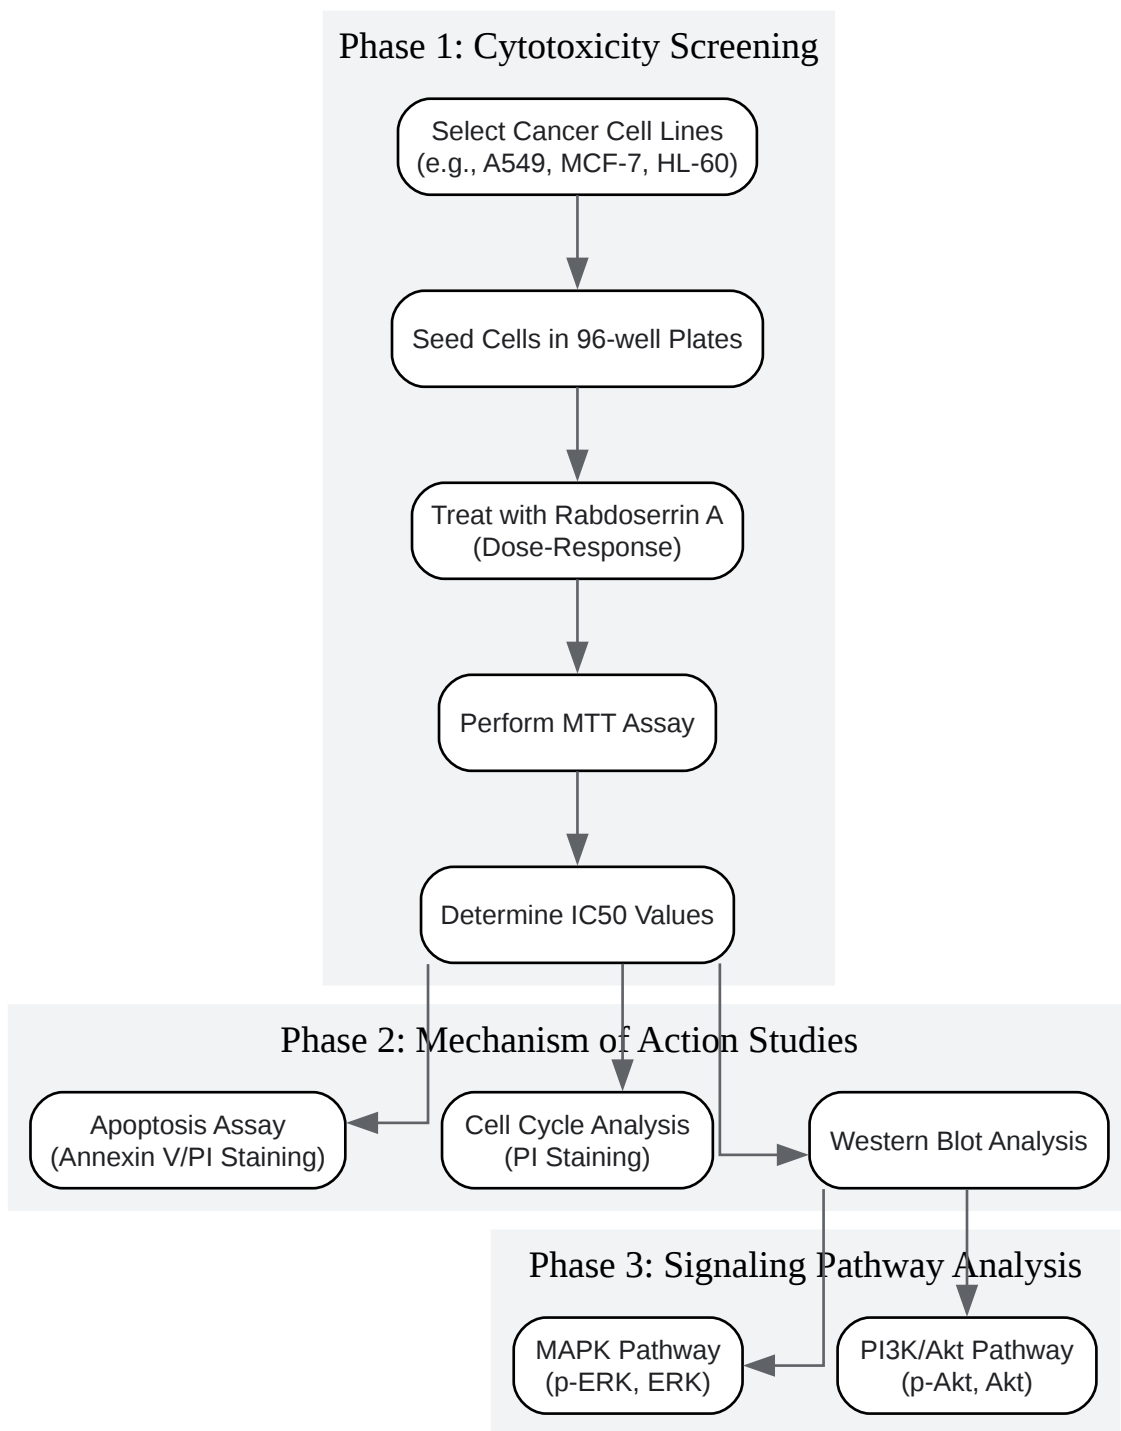 Phase 1: Cytotoxicity Screening
Select Cancer Cell Lines
(e.g., A549, MCF-7, HL-60)
Seed Cells in 96-well Plates
Treat with Rabdoserrin A
(Dose-Response)
Perform MTT Assay
Determine IC50 Values
Phase 2: Mechanism of Action Studies
Apoptosis Assay
(Annexin V/PI Staining)
Cell Cycle Analysis
(PI Staining)
Western Blot Analysis
Phase 3: Signaling Pathway Analysis
MAPK Pathway
(p-ERK, ERK)
PI3K/Akt Pathway
(p-Akt, Akt)